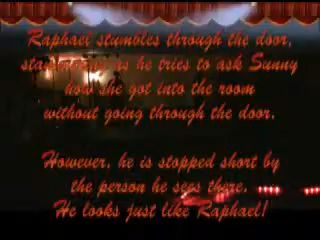 Raphael stumbles through the door,
stammering as he tries to ask Sunny
how she got into the room
without going through the door.
However, he is stopped short by
the person he sees there.
He looks just like Raphael!